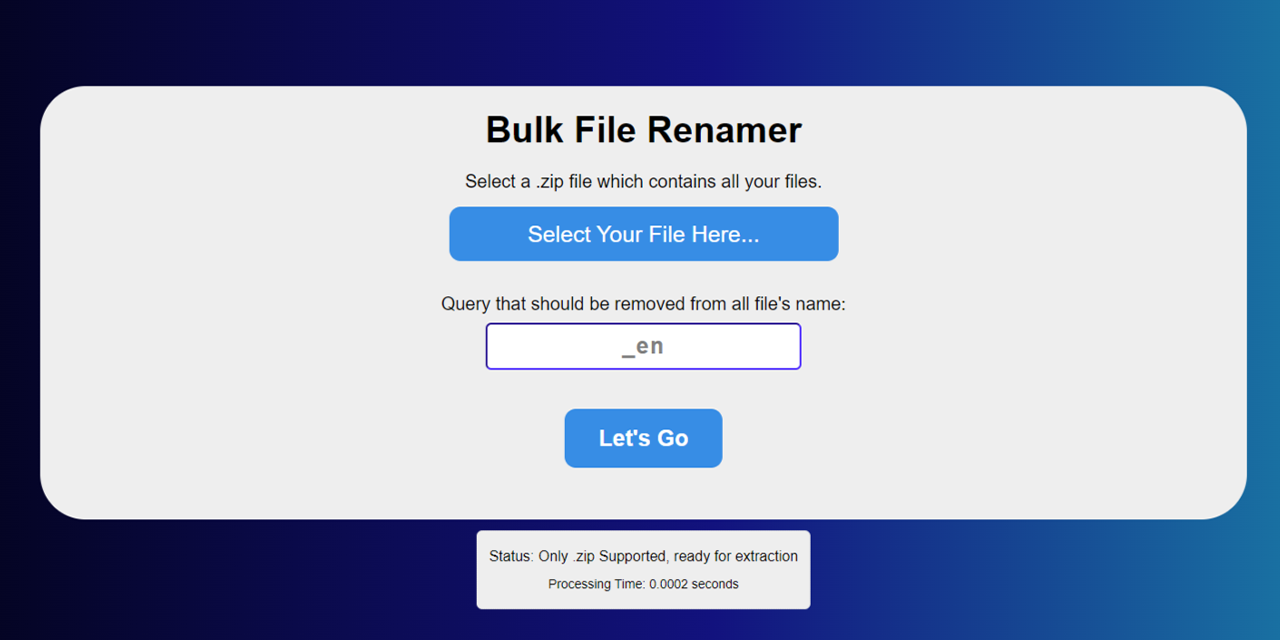 Bulk File Renamer
Select a .zip file which contains all your files.
Select Your File Here...
Query that should be removed from all file's name:
_en
Let's Go
Status: Only .zip Supported, ready for extraction
Processing Time: 0.0002 seconds